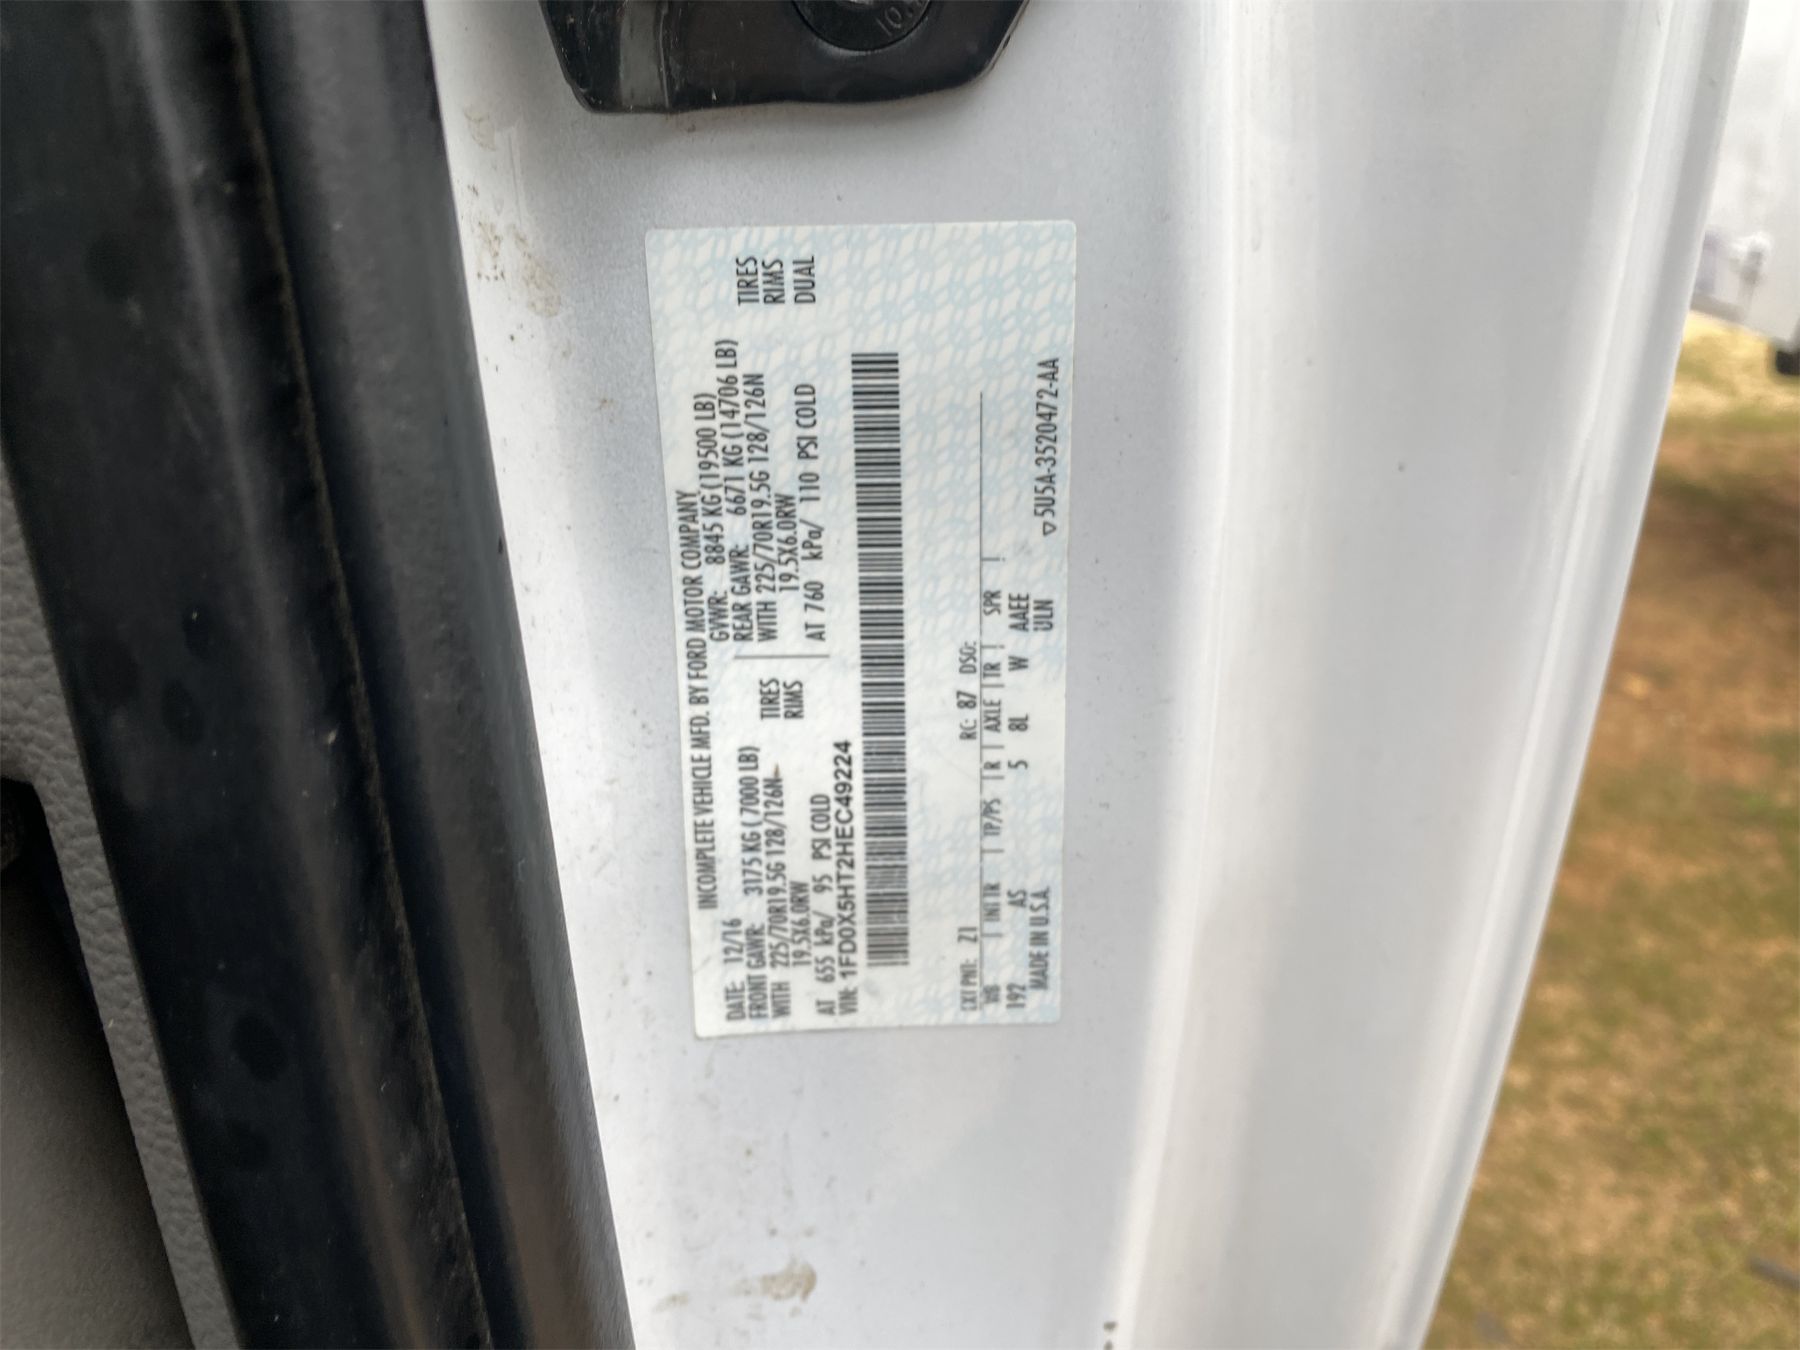 INCOMPLETE VEHICLE MFD. BY FORD MOTOR COMPANY
DATE: 12/16 GVWR: 8845 KG (19500 LB)
FRONT GAWR: 3175 KG ( 7000 LB) REAR GAWR: 6671 KG (14706 LB)
WITH 225/70R19.5G 128/126N TIRES WITH 225/70R19.5G 128/126N TIRES
19.5X6.0RW RIMS 19.5X6.0RW RIMS
AT 655 kPa/ 95 PSI COLD AT 760 kPa/ 110 PSI COLD DUAL
VIN: 1FD0X5HT2HEC49224
EXT PNT: Z1 RC: 87 DSO:
WB | INT TR | TP/PS | R | AXLE | TR | SPR |
192 AS 5 8L W AAEE
MADE IN U.S.A. ULN
▽5U5A-3520472-AA